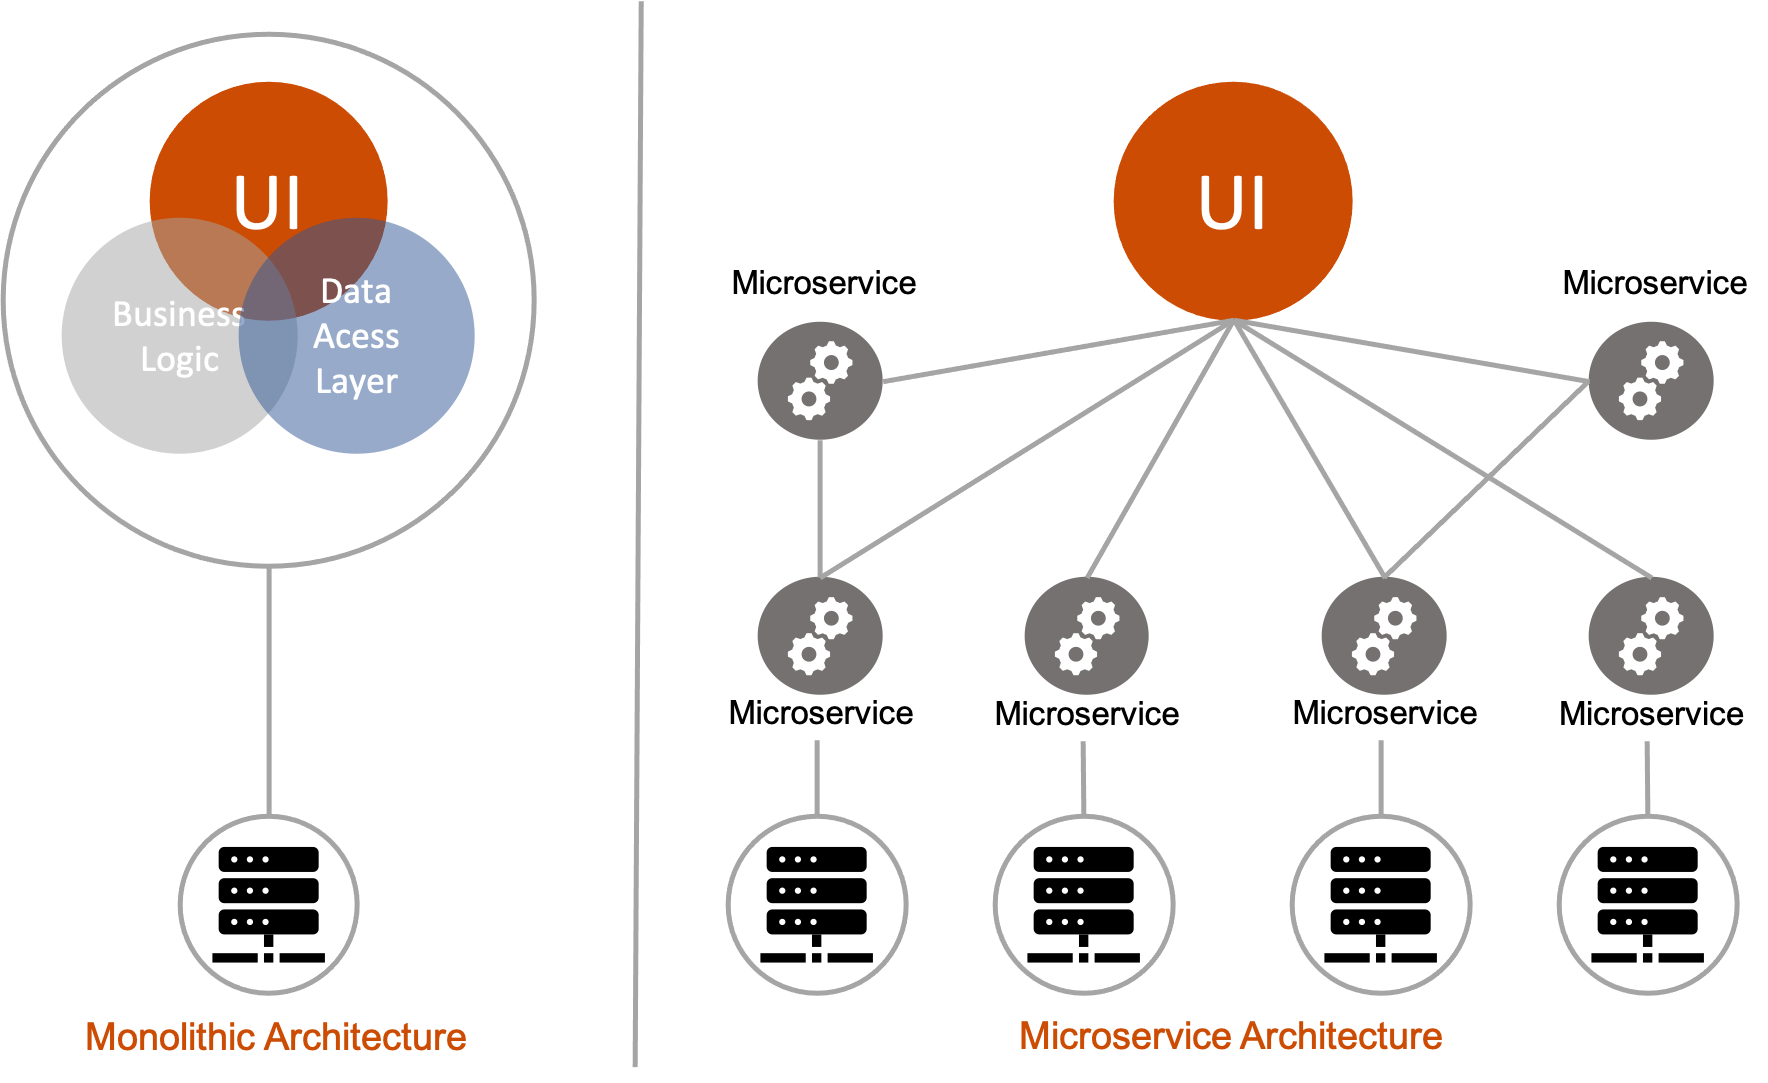 UI
Business
Logic
Data
Acess
Layer
Monolithic Architecture
UI
Microservice
Microservice
Microservice
Microservice
Microservice
Microservice
Microservice Architecture